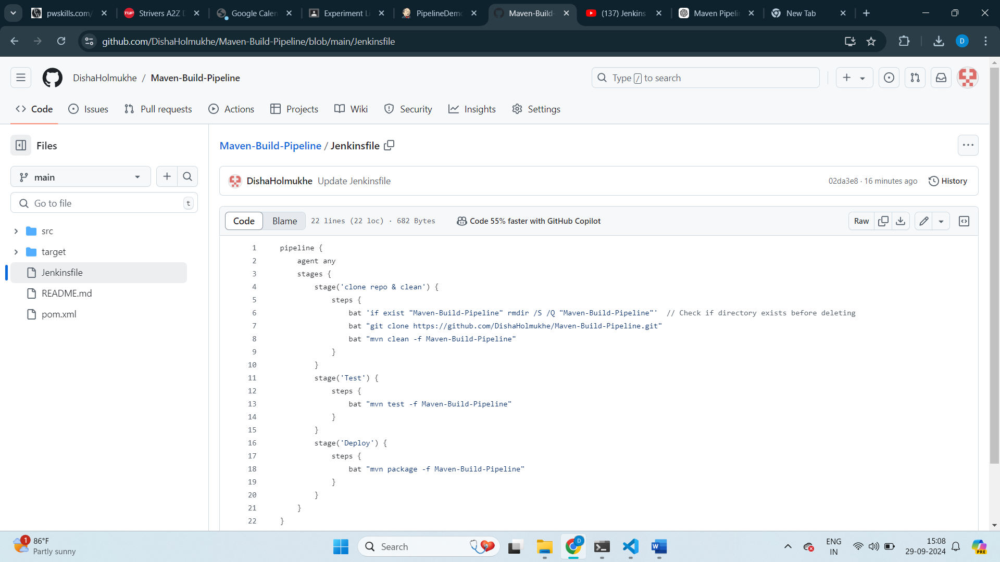 pwskills.com/
Strivers A2Z D
Google Calen
Experiment Li
PipelineDemo
Maven-Build-
(137) Jenkins
Maven Pipelin
New Tab
github.com/DishaHolmukhe/Maven-Build-Pipeline/blob/main/Jenkinsfile
D
DishaHolmukhe / Maven-Build-Pipeline
Type / to search
Code
Issues
Pull requests
Actions
Projects
Wiki
Security
Insights
Settings
Files
main
Go to file
t
src
target
Jenkinsfile
README.md
pom.xml
Maven-Build-Pipeline / Jenkinsfile
DishaHolmukhe Update Jenkinsfile
02da3e8 · 16 minutes ago
History
Code
Blame
22 lines (22 loc) · 682 Bytes
Code 55% faster with GitHub Copilot
Raw
1 pipeline {
2 agent any
3 stages {
4 stage('clone repo & clean') {
5 steps {
6 bat 'if exist "Maven-Build-Pipeline" rmdir /S /Q "Maven-Build-Pipeline"' // Check if directory exists before deleting
7 bat "git clone https://github.com/DishaHolmukhe/Maven-Build-Pipeline.git"
8 bat "mvn clean -f Maven-Build-Pipeline"
9 }
10 }
11 stage('Test') {
12 steps {
13 bat "mvn test -f Maven-Build-Pipeline"
14 }
15 }
16 stage('Deploy') {
17 steps {
18 bat "mvn package -f Maven-Build-Pipeline"
19 }
20 }
21 }
22 }
1
86°F
Partly sunny
Search
D
W
ENG
IN
15:08
29-09-2024
PRE